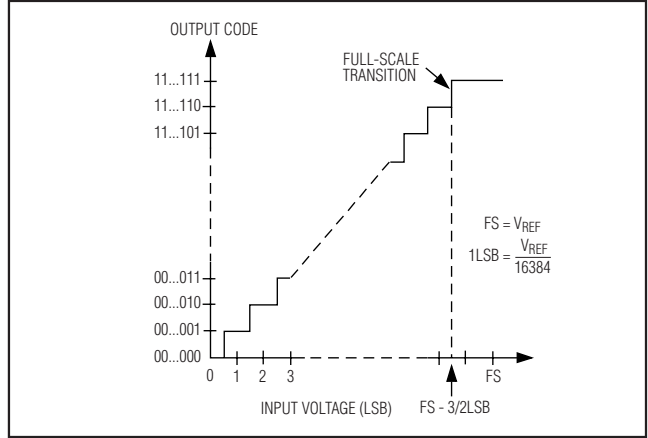 OUTPUT CODE
FULL-SCALE
TRANSITION
11...111
11...110
11...101
FS = VREF
1LSB = VREF
16384
00...011
00...010
00...001
00...000
0 1 2 3 FS
INPUT VOLTAGE (LSB) FS - 3/2LSB